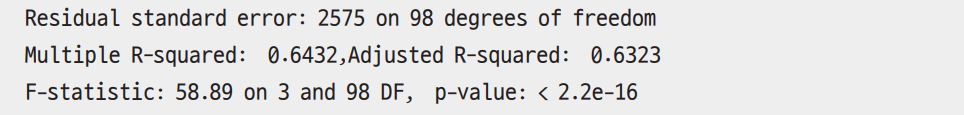 Residual standard error: 2575 on 98 degrees of freedom
Multiple R-squared:  0.6432,Adjusted R-squared:  0.6323
F-statistic: 58.89 on 3 and 98 DF,  p-value: < 2.2e-16